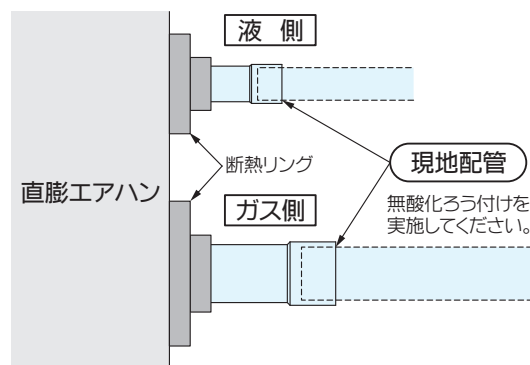 液 側
断熱リング
現地配管
直膨エアハン
ガス側
無酸化ろう付けを
実施してください。